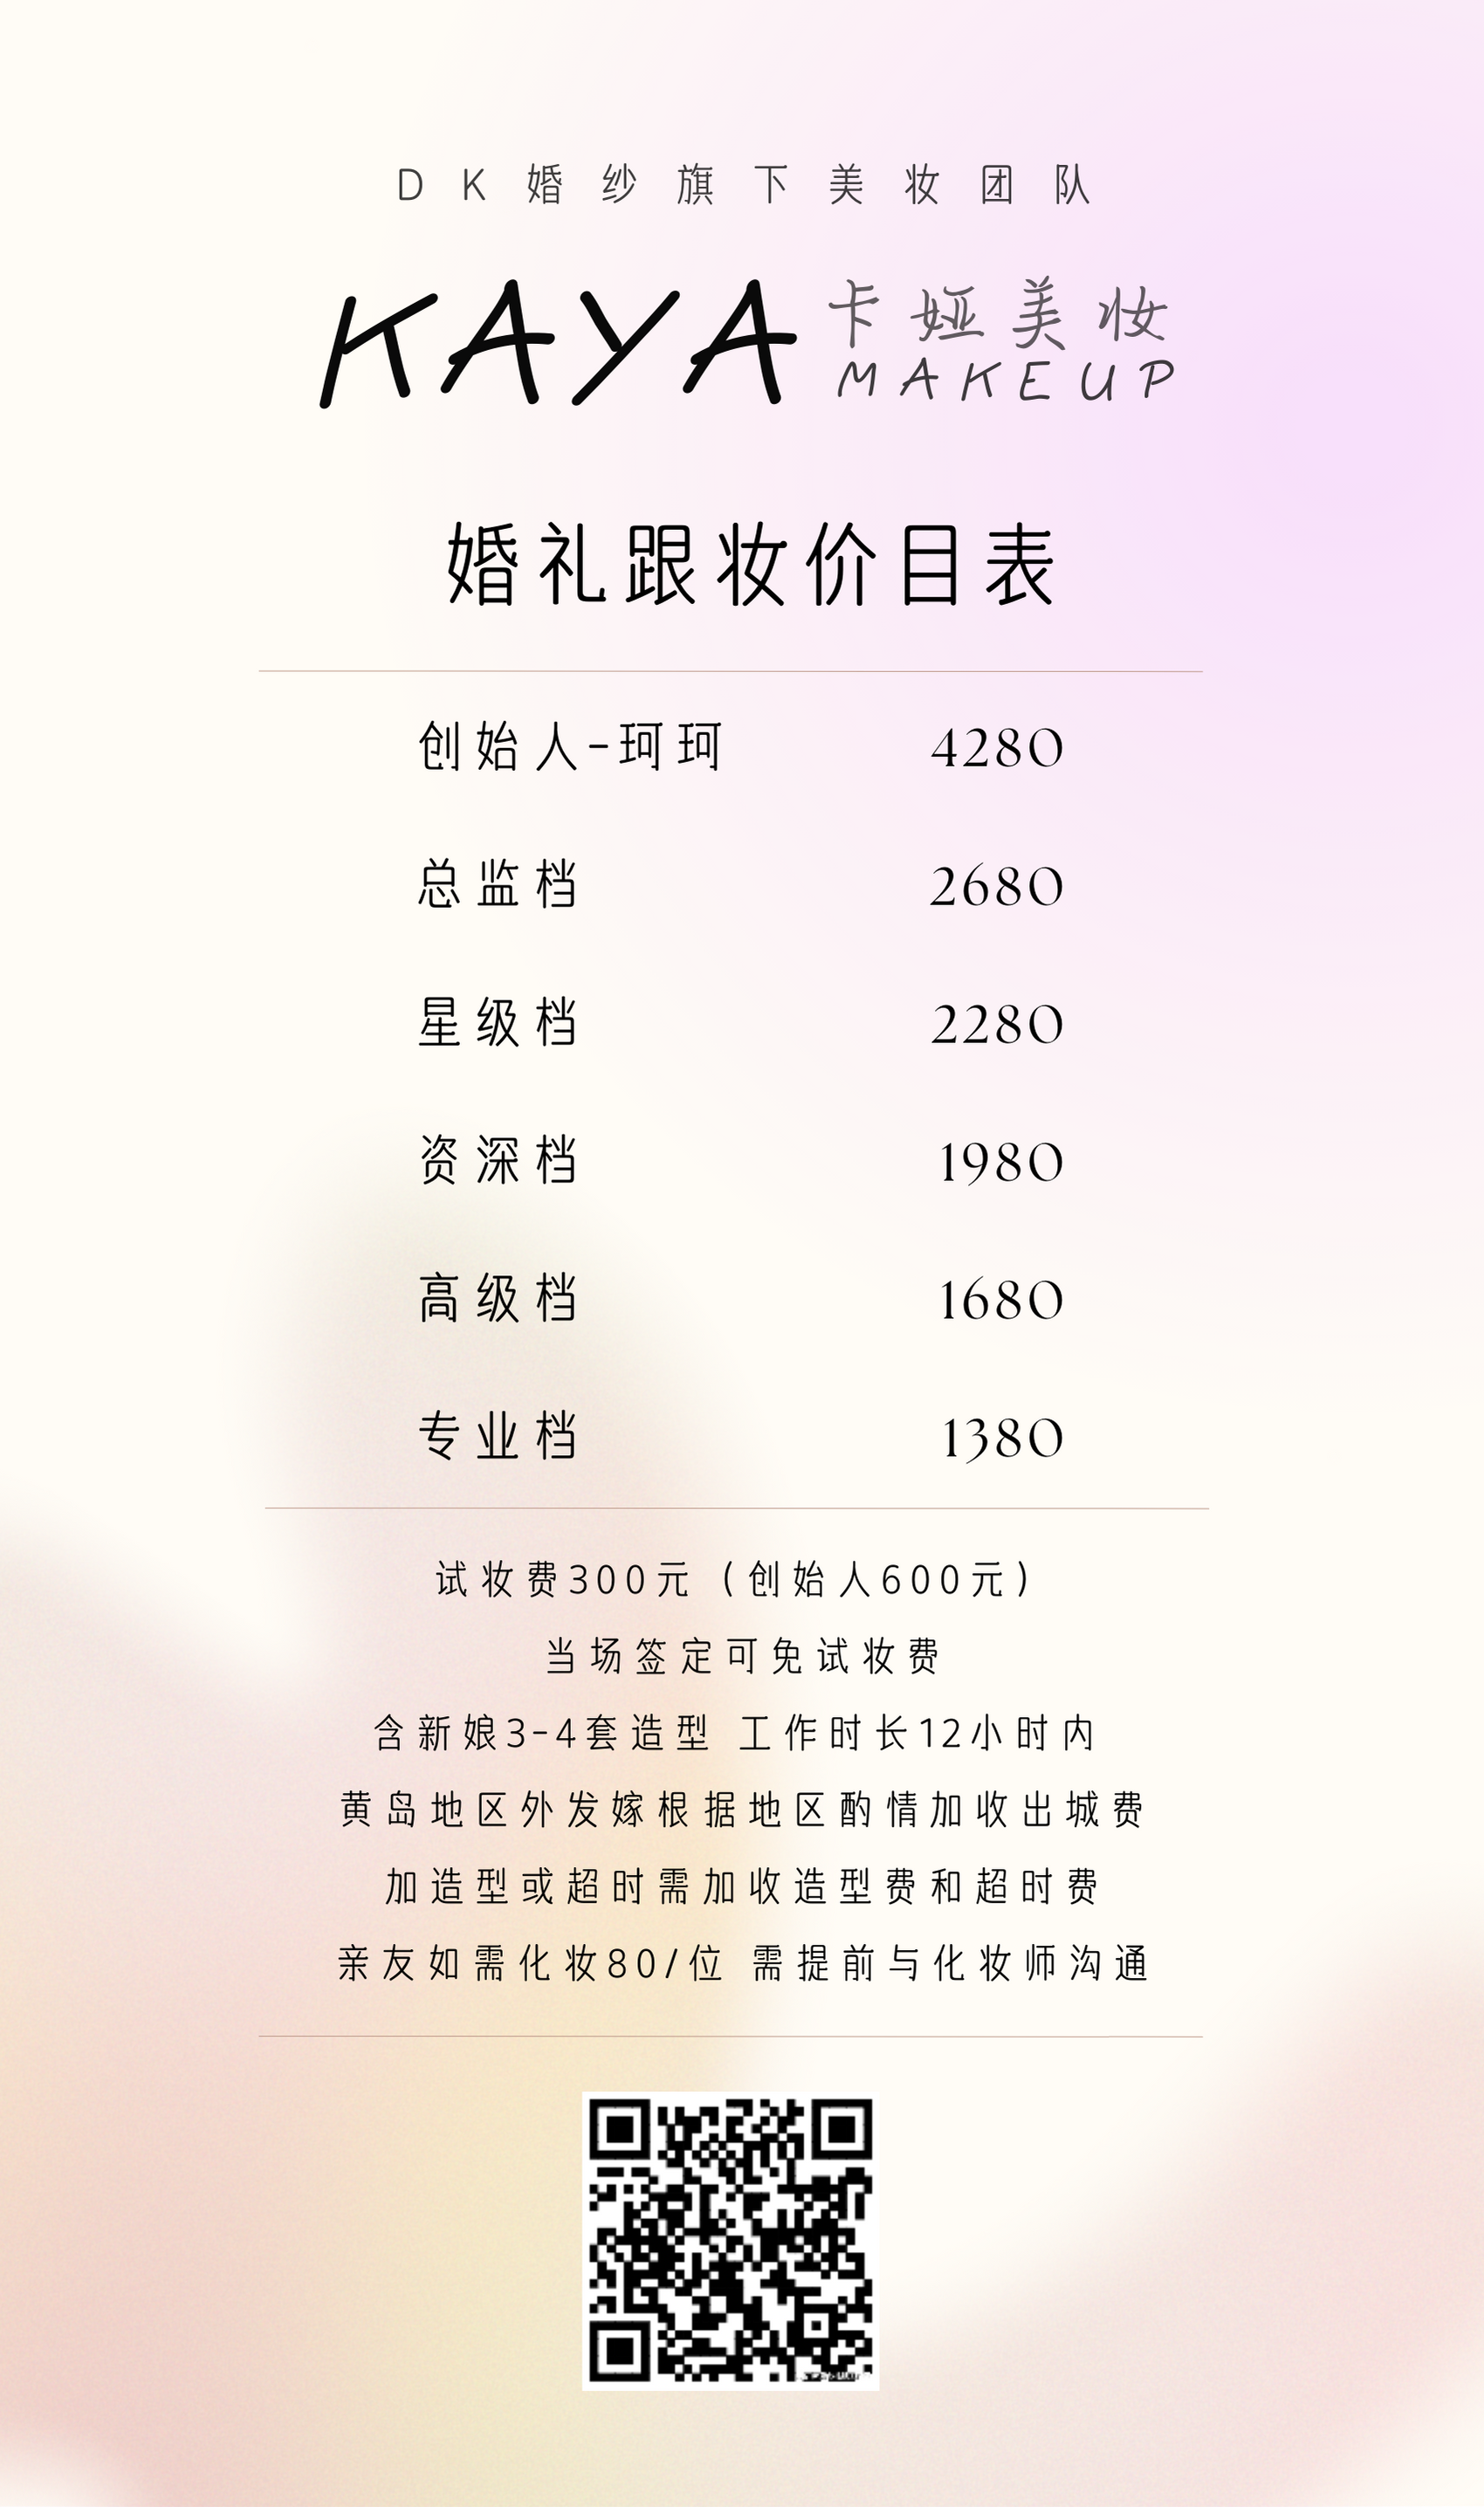 DK婚纱旗下美妆团队
KAYA 卡娅美妆
MAKEUP
婚礼跟妆价目表
创始人-珂珂 4280
总监档 2680
星级档 2280
资深档 1980
高级档 1680
专业档 1380
试妆费300元（创始人600元）
当场签定可免试妆费
含新娘3-4套造型 工作时长12小时内
黄岛地区外发嫁根据地区酌情加收出城费
加造型或超时需加收造型费和超时费
亲友如需化妆80/位 需提前与化妆师沟通